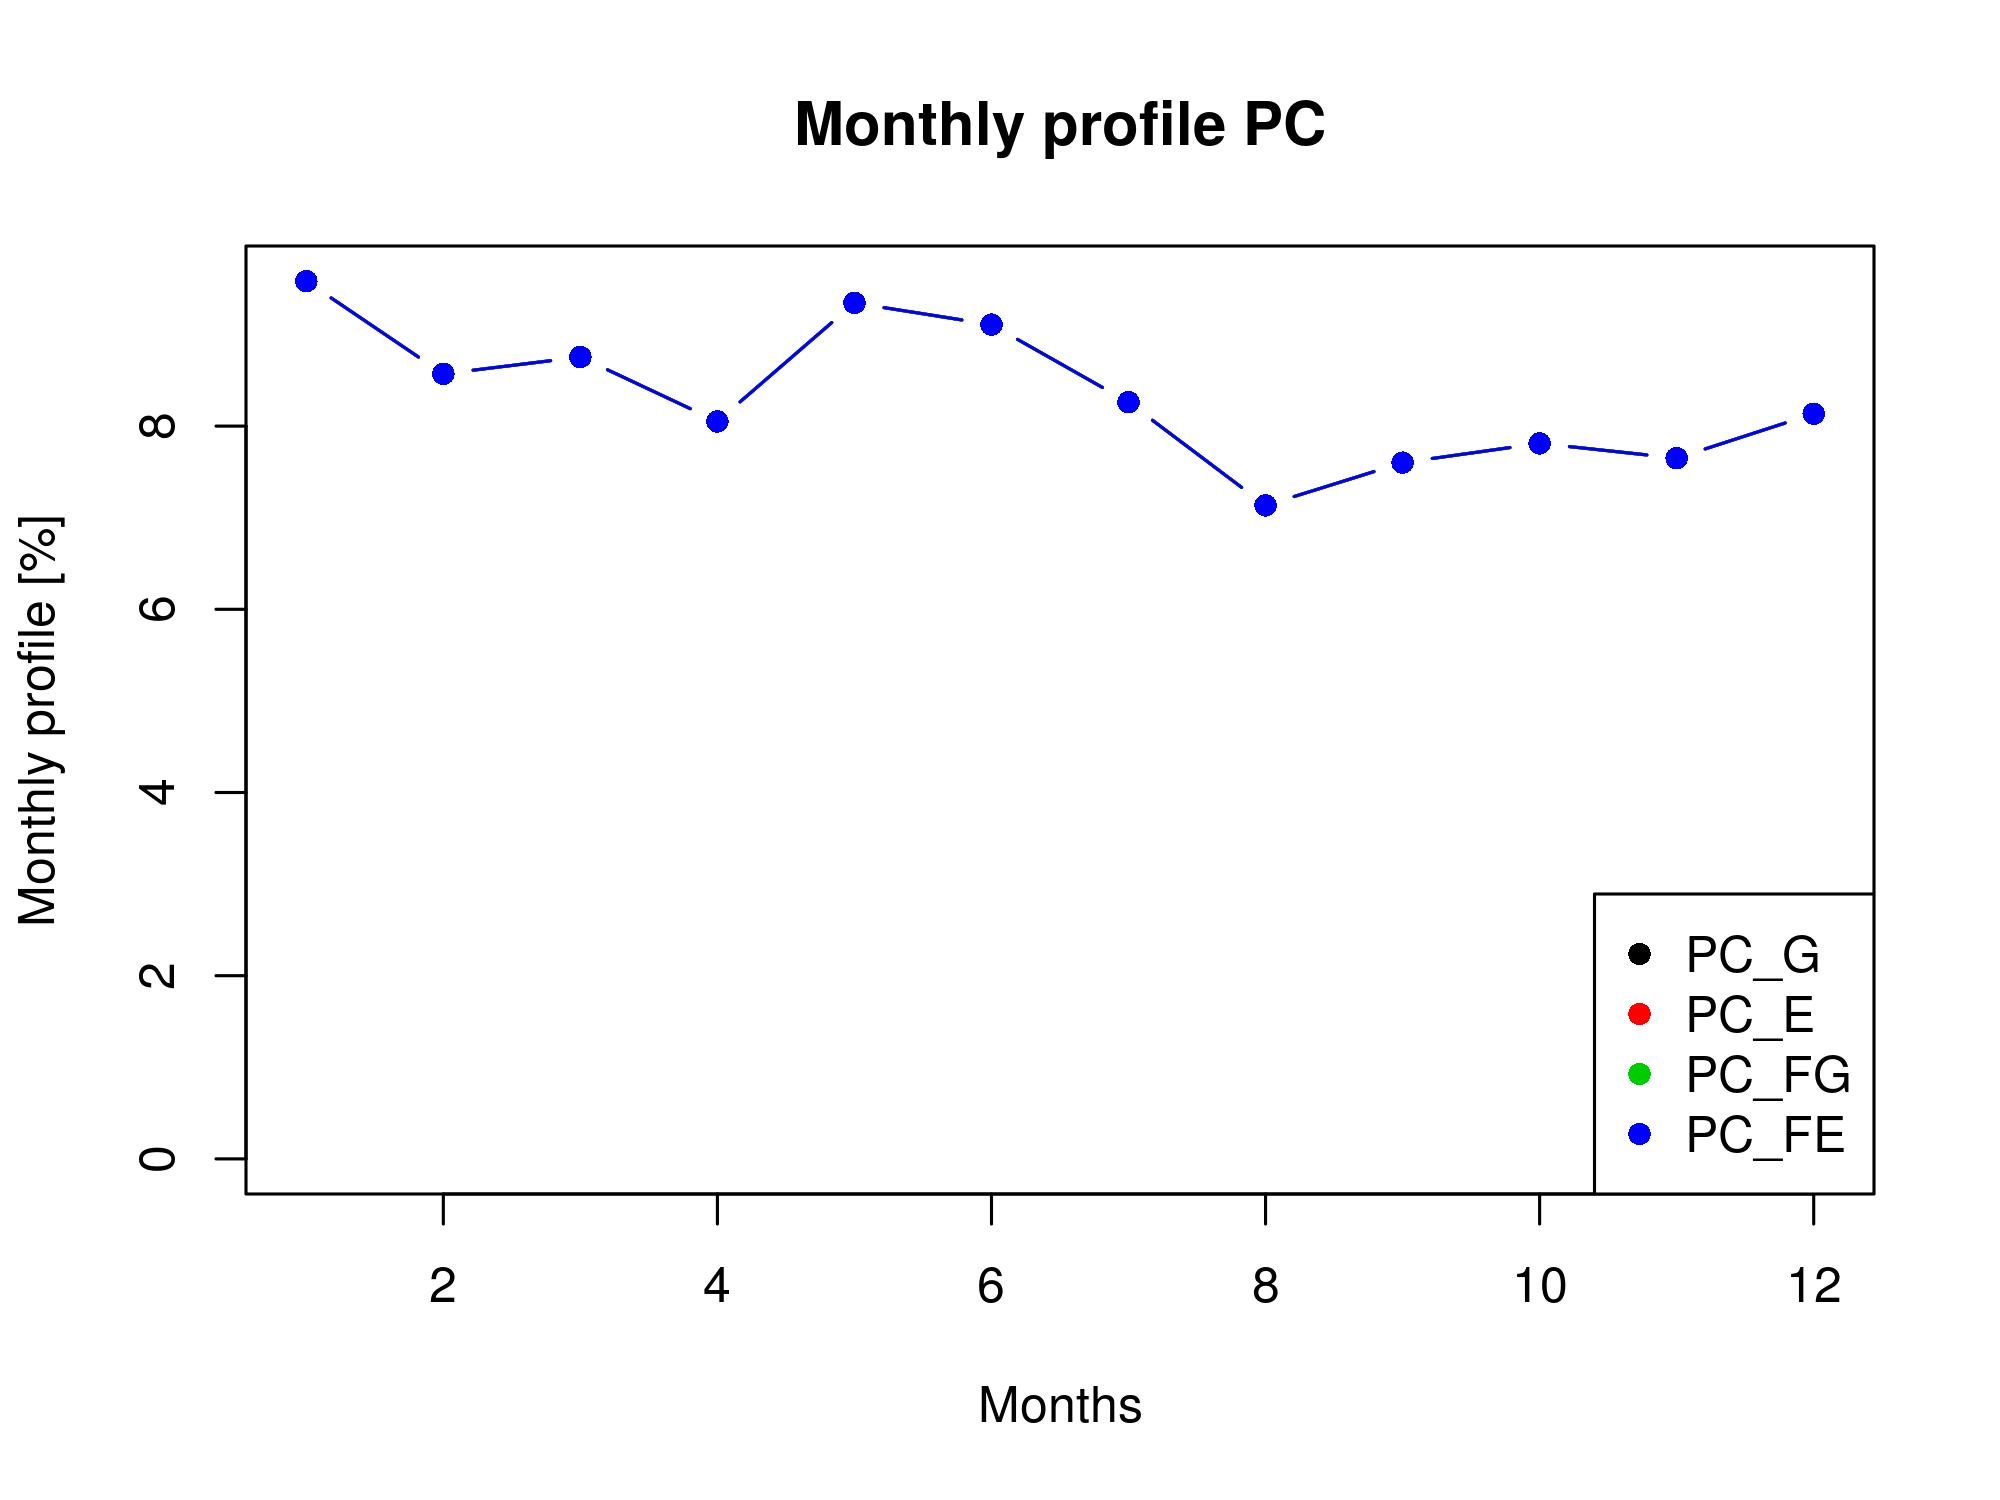 Monthly profile PC
Monthly profile [%]
8
6
4
2
0
PC_G
PC_E
PC_FG
PC_FE
2 4 6 8 10 12
Months